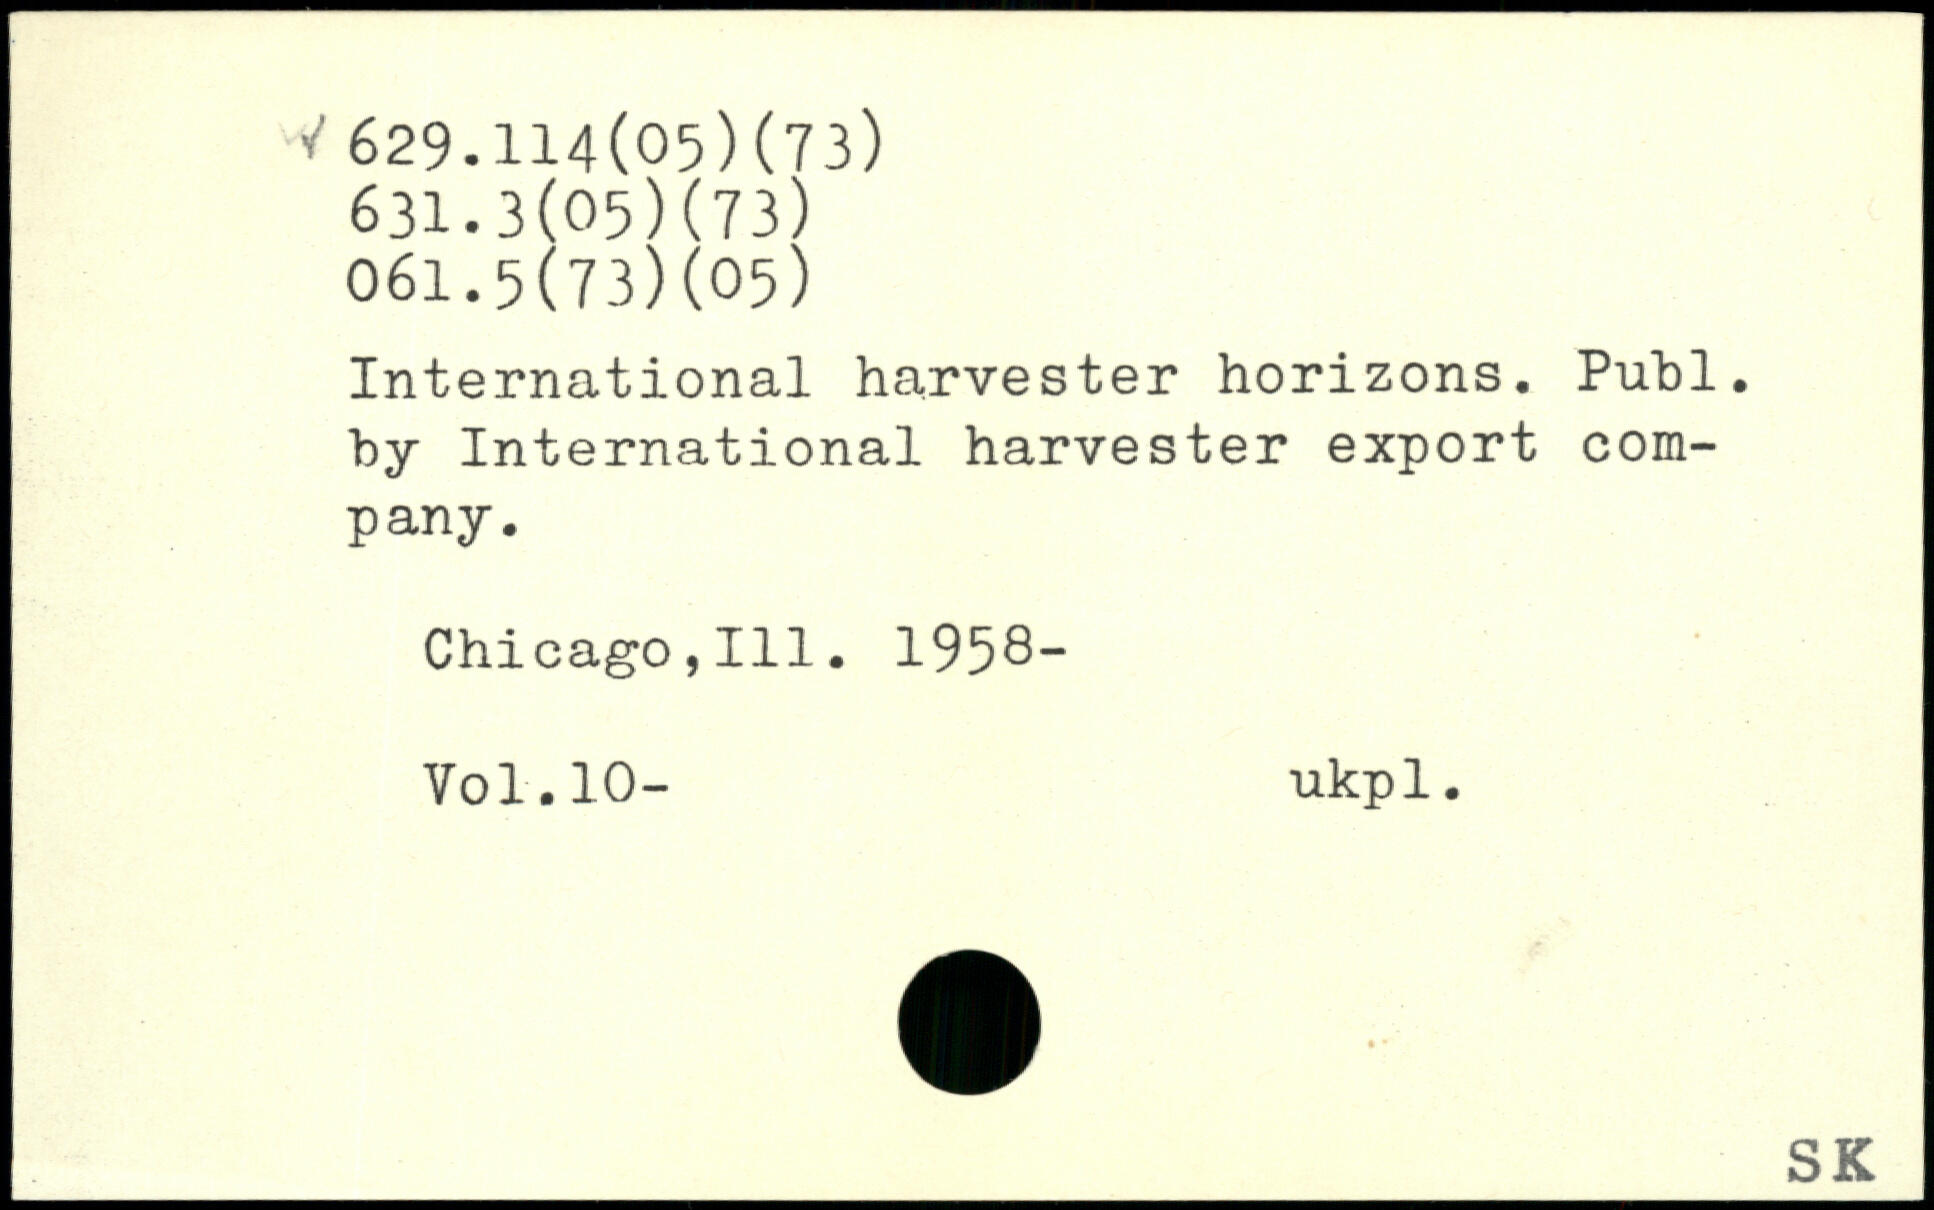 629.114(05)(73)
631.3(05)(73)
061.5(73)(05)
International harvester horizons. Publ.
by International harvester export com-
pany.
Chicago,Ill. 1958-
Vol.10- ukpl.
SK